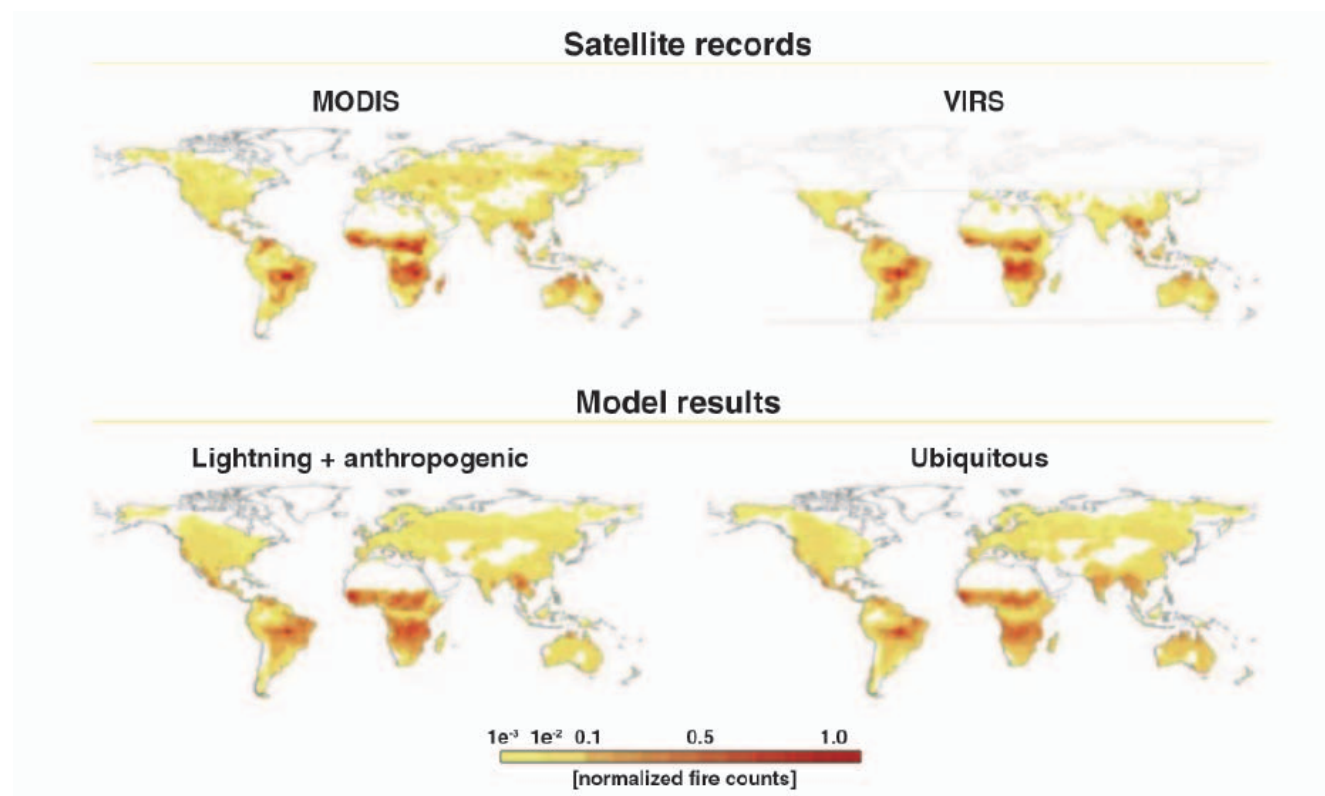 Satellite records
MODIS VIRS
Model results
Lightning + anthropogenic Ubiquitous
1e⁻³ 1e⁻² 0.1 0.5 1.0
[normalized fire counts]